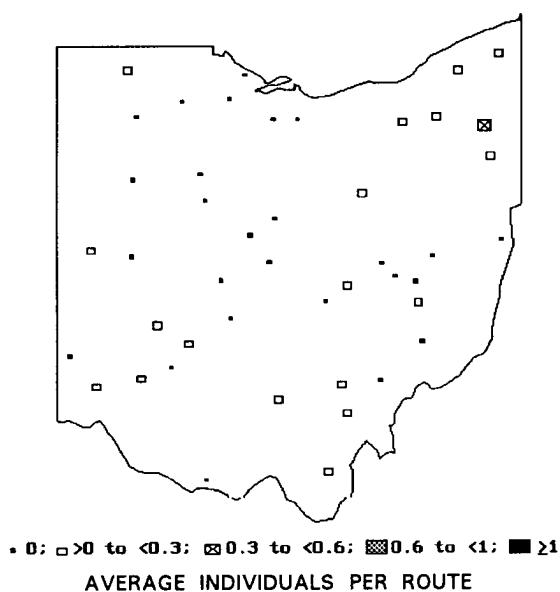 0; >0 to <0.3; 0.3 to <0.6; 0.6 to <1; ≥1
AVERAGE INDIVIDUALS PER ROUTE